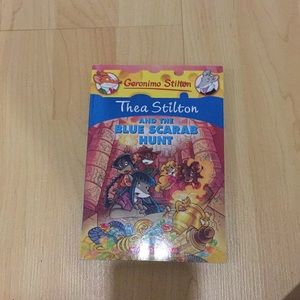 Geronimo Stilton
Thea Stilton
AND THE
BLUE SCARAB
HUNT